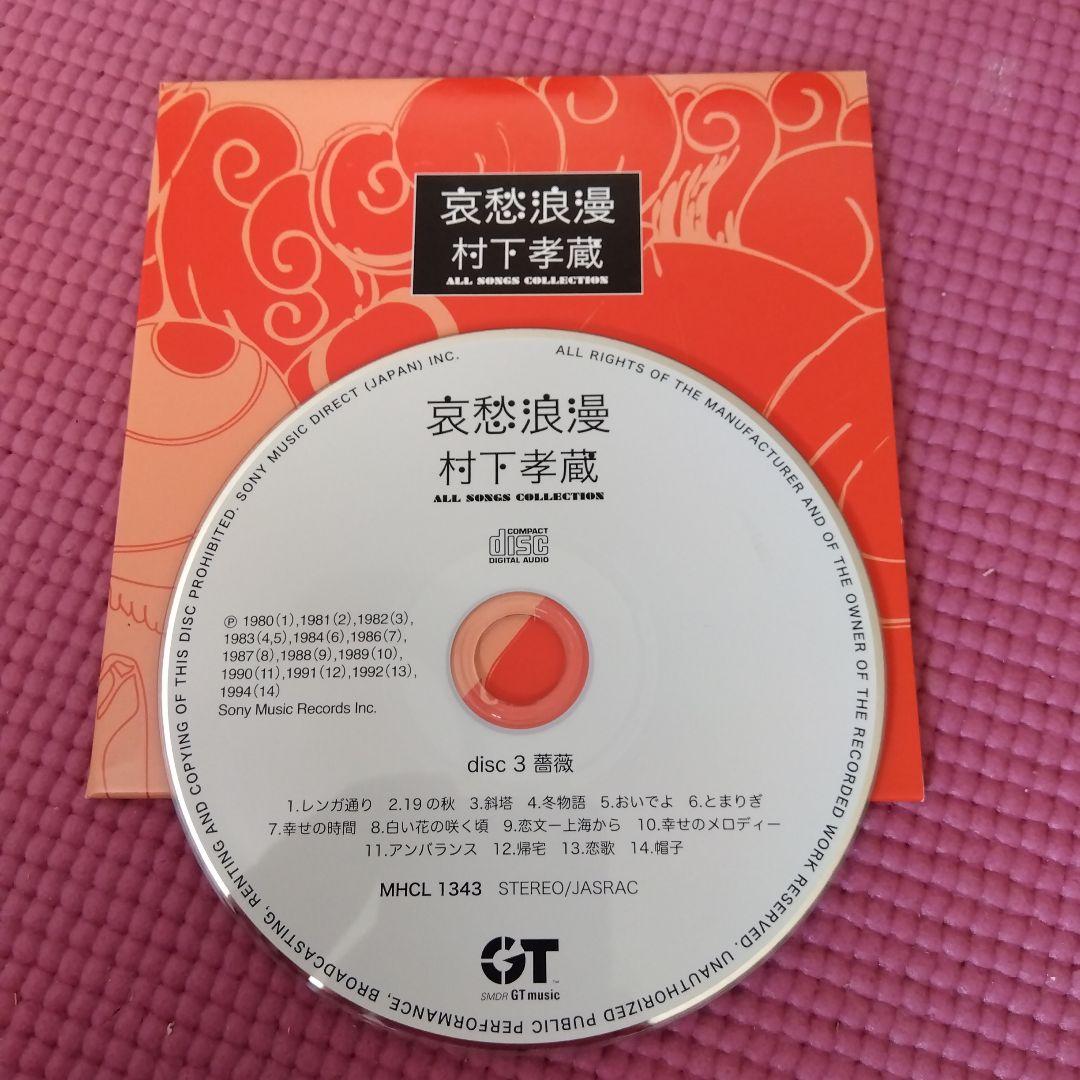 哀愁浪漫
村下孝蔵
ALL SONGS COLLECTION
ALL RIGHTS OF THE MANUFACTURER AND OF THE OWNER OF THE RECORDED WORK RESERVED. UNAUTHORIZED PUBLIC PERFORMANCE, BROADCASTING, RENTING AND COPYING OF THIS DISC PROHIBITED. SONY MUSIC DIRECT (JAPAN) INC.
哀愁浪漫
村下孝蔵
ALL SONGS COLLECTION
COMPACT
disc
DIGITAL AUDIO
Ⓟ 1980(1),1981(2),1982(3),
1983(4,5),1984(6),1986(7),
1987(8),1988(9),1989(10),
1990(11),1991(12),1992(13),
1994(14)
Sony Music Records Inc.
disc 3 薔薇
1.レンガ通り 2.19の秋 3.斜塔 4.冬物語 5.おいでよ 6.とまりぎ
7.幸せの時間 8.白い花の咲く頃 9.恋文ー上海から 10.幸せのメロディー
11.アンバランス 12.帰宅 13.恋歌 14.帽子
MHCL 1343 STEREO/JASRAC
GT
SMDR GT music